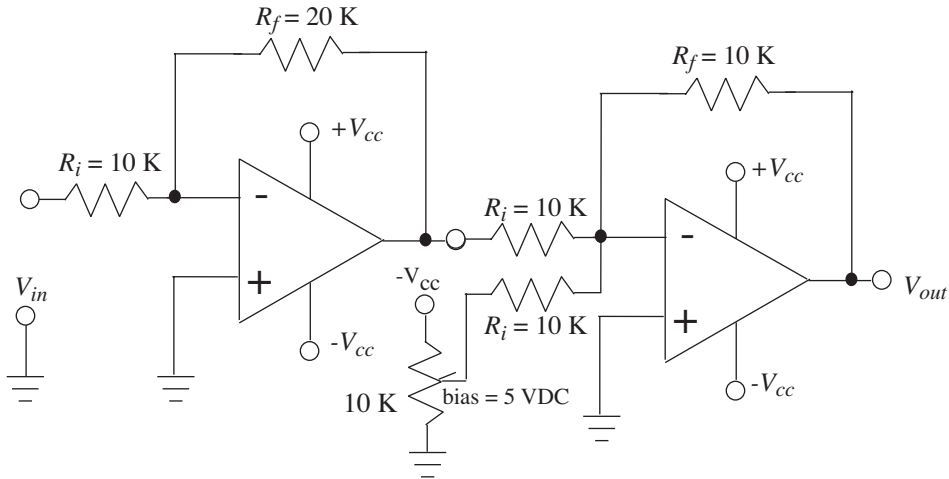 R_f = 20 K
R_f = 10 K
+V_cc
R_i = 10 K
+V_cc
-
R_i = 10 K
-
V_in
+
-V_cc
V_out
R_i = 10 K
+
-V_cc
-V_cc
10 K
bias = 5 VDC